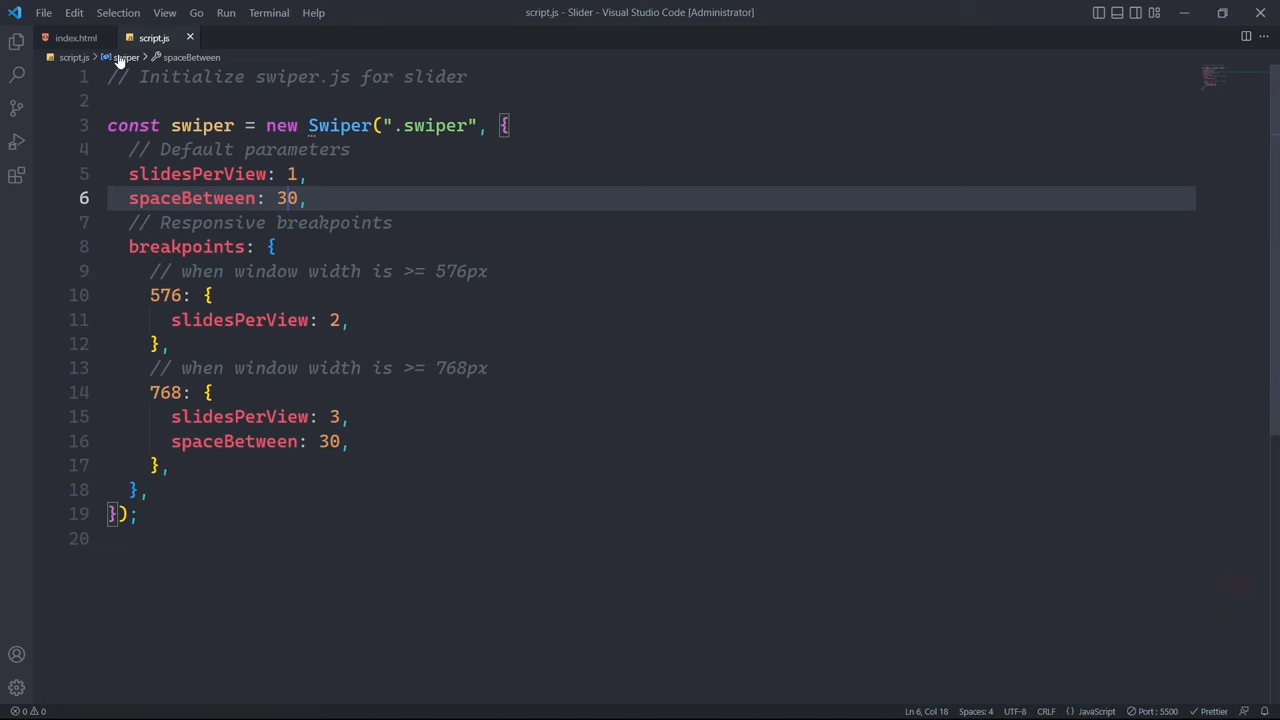 File Edit Selection View Go Run Terminal Help script.js - Slider - Visual Studio Code [Administrator]
index.html script.js
script.js > swiper > spaceBetween
1 // Initialize swiper.js for slider
2
3 const swiper = new Swiper(".swiper", {
4 // Default parameters
5 slidesPerView: 1,
6 spaceBetween: 30,
7 // Responsive breakpoints
8 breakpoints: {
9 // when window width is >= 576px
10 576: {
11 slidesPerView: 2,
12 },
13 // when window width is >= 768px
14 768: {
15 slidesPerView: 3,
16 spaceBetween: 30,
17 },
18 },
19 });
20
0 0 Ln 6, Col 18 Spaces: 4 UTF-8 CRLF {} JavaScript Port : 5500 Prettier